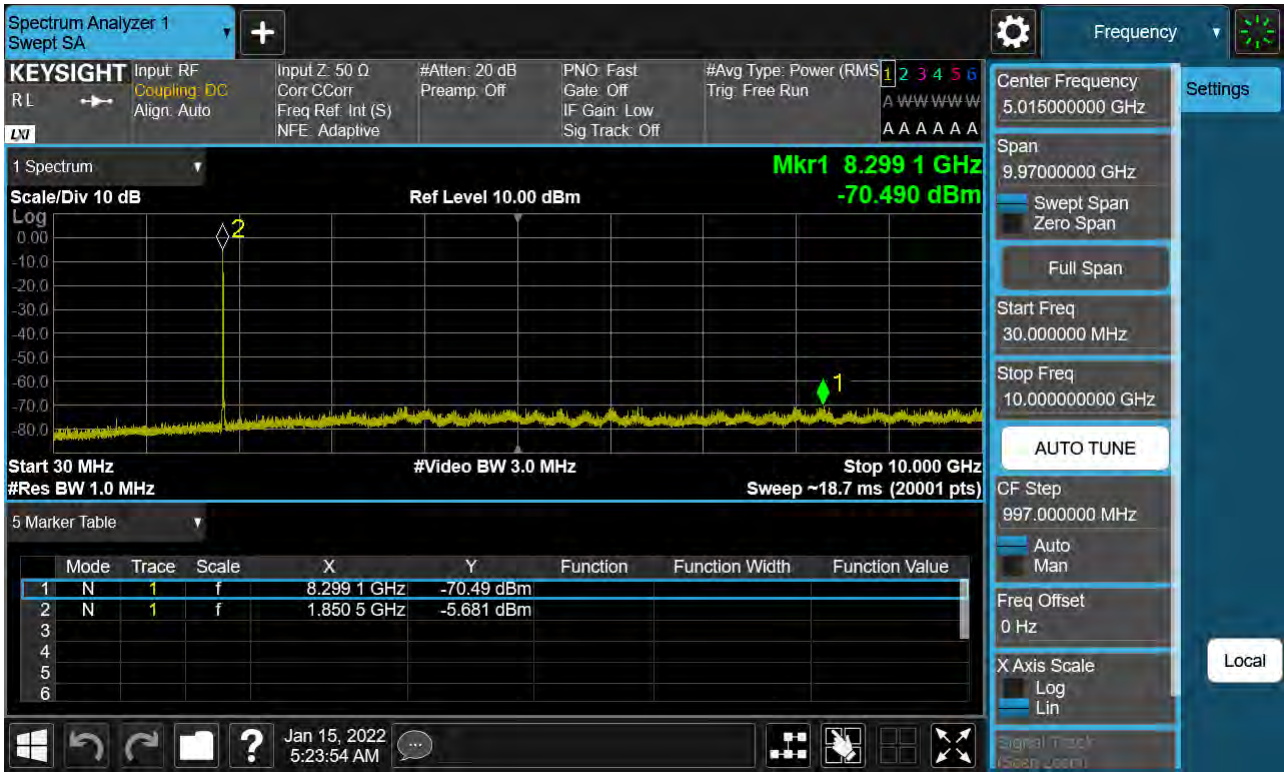 Spectrum Analyzer 1
Swept SA
+
Frequency
KEYSIGHT
RL
LXI
Input: RF
Coupling: DC
Align: Auto
Input Z: 50 Ω
Corr CCorr
Freq Ref: Int (S)
NFE: Adaptive
#Atten: 20 dB
Preamp: Off
PNO: Fast
Gate: Off
IF Gain: Low
Sig Track: Off
#Avg Type: Power (RMS
Trig: Free Run
1 2 3 4 5 6
A W W W W W
A A A A A A
1 Spectrum
Scale/Div 10 dB
Ref Level 10.00 dBm
Mkr1 8.299 1 GHz
-70.490 dBm
Log
0.00
-10.0
-20.0
-30.0
-40.0
-50.0
-60.0
-70.0
-80.0
2
1
Start 30 MHz
#Video BW 3.0 MHz
Stop 10.000 GHz
#Res BW 1.0 MHz
Sweep ~18.7 ms (20001 pts)
5 Marker Table
Mode Trace Scale X Y Function Function Width Function Value
1 N 1 f 8.299 1 GHz -70.49 dBm
2 N 1 f 1.850 5 GHz -5.681 dBm
3
4
5
6
Center Frequency
5.015000000 GHz
Settings
Span
9.97000000 GHz
Swept Span
Zero Span
Full Span
Start Freq
30.000000 MHz
Stop Freq
10.000000000 GHz
AUTO TUNE
CF Step
997.000000 MHz
Auto
Man
Freq Offset
0 Hz
X Axis Scale
Log
Lin
Signal Track
(Span Zoom)
Local
?
Jan 15, 2022
5:23:54 AM